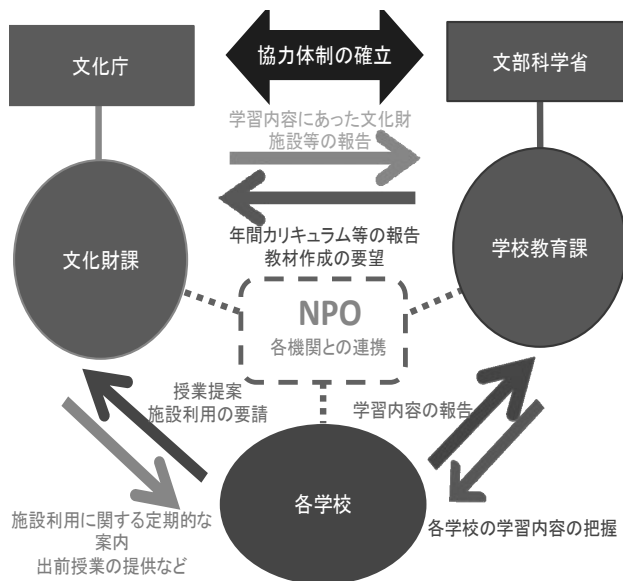 文化庁
協力体制の確立
文部科学省
学習内容にあった文化財
施設等の報告
文化財課
年間カリキュラム等の報告
教材作成の要望
学校教育課
NPO
各機関との連携
授業提案
施設利用の要請
学習内容の報告
各学校
施設利用に関する定期的な
案内
出前授業の提供など
各学校の学習内容の把握